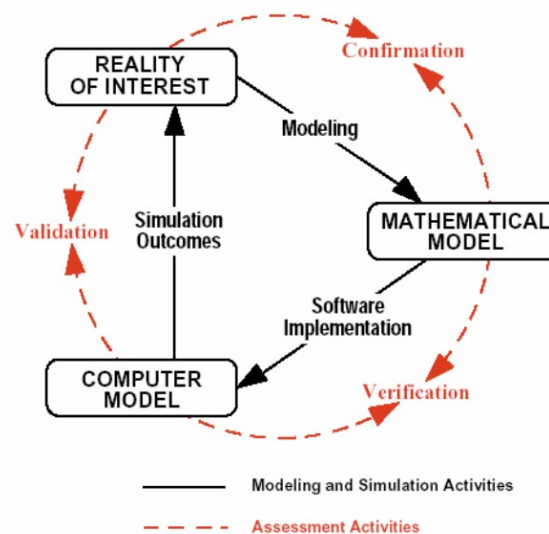 Confirmation
REALITY
OF INTEREST
Modeling
Validation
Simulation
Outcomes
MATHEMATICAL
MODEL
Software
Implementation
COMPUTER
MODEL
Verification
Modeling and Simulation Activities
Assessment Activities